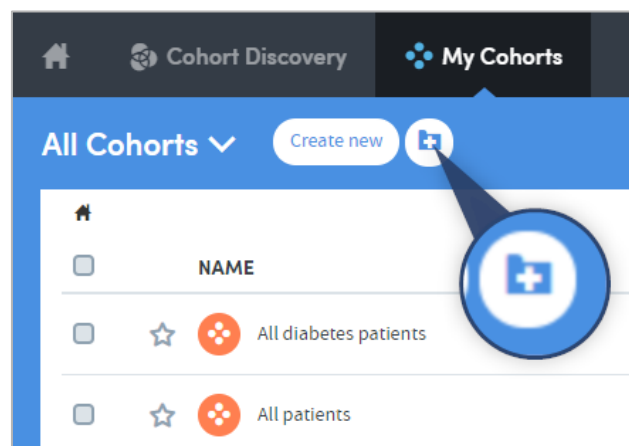 Cohort Discovery My Cohorts
All Cohorts Create new
NAME
All diabetes patients
All patients